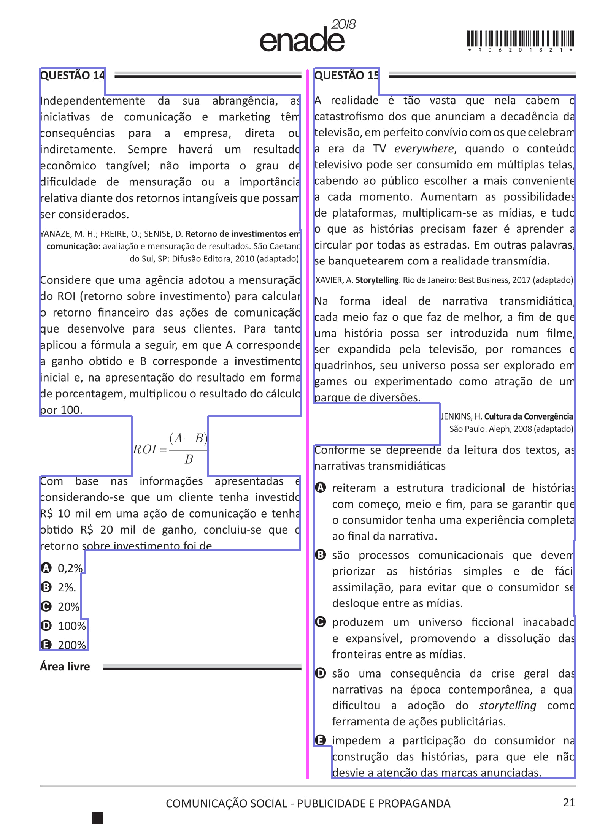 enade2018
*R0621201821*
QUESTÃO 14
Independentemente da sua abrangência, as
iniciativas de comunicação e marketing têm
consequências para a empresa, direta ou
indiretamente. Sempre haverá um resultado
econômico tangível; não importa o grau de
dificuldade de mensuração ou a importância
relativa diante dos retornos intangíveis que possam
ser considerados.
YANAZE, M. H.; FREIRE, O.; SENISE, D. Retorno de investimentos em
comunicação: avaliação e mensuração de resultados. São Caetano
do Sul, SP: Difusão Editora, 2010 (adaptado).
Considere que uma agência adotou a mensuração
do ROI (retorno sobre investimento) para calcular
o retorno financeiro das ações de comunicação
que desenvolve para seus clientes. Para tanto
aplicou a fórmula a seguir, em que A corresponde
a ganho obtido e B corresponde a investimento
inicial e, na apresentação do resultado em forma
de porcentagem, multiplicou o resultado do cálculo
por 100.
ROI = (A - B) / B
Com base nas informações apresentadas e
considerando-se que um cliente tenha investido
R$ 10 mil em uma ação de comunicação e tenha
obtido R$ 20 mil de ganho, concluiu-se que o
retorno sobre investimento foi de
A 0,2%.
B 2%.
C 20%.
D 100%.
E 200%.
Área livre
QUESTÃO 15
A realidade é tão vasta que nela cabem o
catastrofismo dos que anunciam a decadência da
televisão, em perfeito convívio com os que celebram
a era da TV everywhere, quando o conteúdo
televisivo pode ser consumido em múltiplas telas,
cabendo ao público escolher a mais conveniente
a cada momento. Aumentam as possibilidades
de plataformas, multiplicam-se as mídias, e tudo
o que as histórias precisam fazer é aprender a
circular por todas as estradas. Em outras palavras,
se banquetearem com a realidade transmídia.
XAVIER, A. Storytelling. Rio de Janeiro: Best Business, 2017 (adaptado).
Na forma ideal de narrativa transmidiática,
cada meio faz o que faz de melhor, a fim de que
uma história possa ser introduzida num filme,
ser expandida pela televisão, por romances e
quadrinhos, seu universo possa ser explorado em
games ou experimentado como atração de um
parque de diversões.
JENKINS, H. Cultura da Convergência.
São Paulo: Aleph, 2008 (adaptado).
Conforme se depreende da leitura dos textos, as
narrativas transmidiáticas
A reiteram a estrutura tradicional de histórias
com começo, meio e fim, para se garantir que
o consumidor tenha uma experiência completa
ao final da narrativa.
B são processos comunicacionais que devem
priorizar as histórias simples e de fácil
assimilação, para evitar que o consumidor se
desloque entre as mídias.
C produzem um universo ficcional inacabado
e expansível, promovendo a dissolução das
fronteiras entre as mídias.
D são uma consequência da crise geral das
narrativas na época contemporânea, a qual
dificultou a adoção do storytelling como
ferramenta de ações publicitárias.
E impedem a participação do consumidor na
construção das histórias, para que ele não
desvie a atenção das marcas anunciadas.
COMUNICAÇÃO SOCIAL - PUBLICIDADE E PROPAGANDA
21